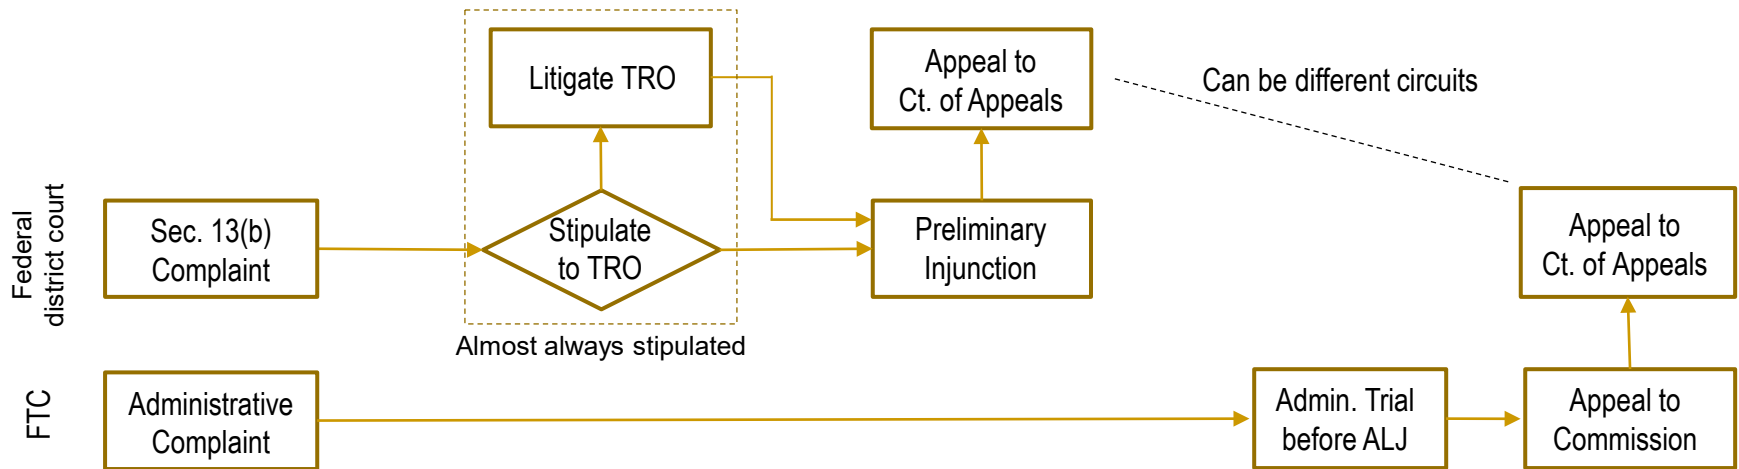 Litigate TRO
Appeal to
Ct. of Appeals
Can be different circuits
Federal
district court
Sec. 13(b)
Complaint
Stipulate
to TRO
Preliminary
Injunction
Appeal to
Ct. of Appeals
Almost always stipulated
FTC
Administrative
Complaint
Admin. Trial
before ALJ
Appeal to
Commission